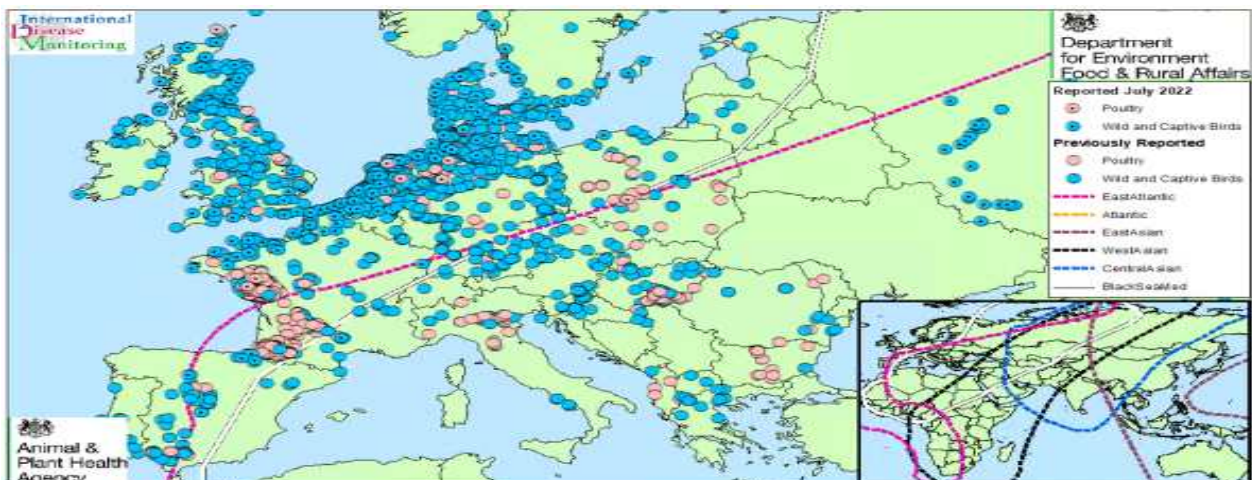 International
Disease
Monitoring
Department
for Environment
Food & Rural Affairs
Reported July 2022
Poultry
Wild and Captive Birds
Previously Reported
Poultry
Wild and Captive Birds
EastAtlantic
Atlantic
EastAsian
WestAsian
CentralAsian
BlackSeaMed
Animal &
Plant Health
Agency